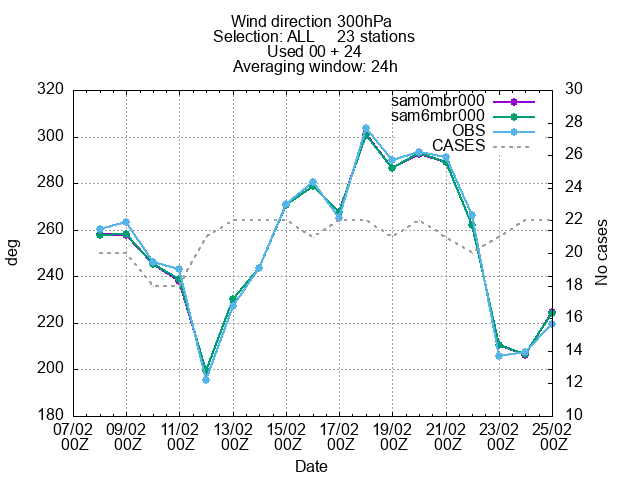 Wind direction 300hPa
Selection: ALL 23 stations
Used 00 + 24
Averaging window: 24h
320 30
sam0mbr000
sam6mbr000
OBS
CASES
300 28
280 26
260 24
240 22
220 20
200 18
180 16
14
12
10
deg
No cases
07/02 09/02 11/02 13/02 15/02 17/02 19/02 21/02 23/02 25/02
00Z 00Z 00Z 00Z 00Z 00Z 00Z 00Z 00Z 00Z
Date